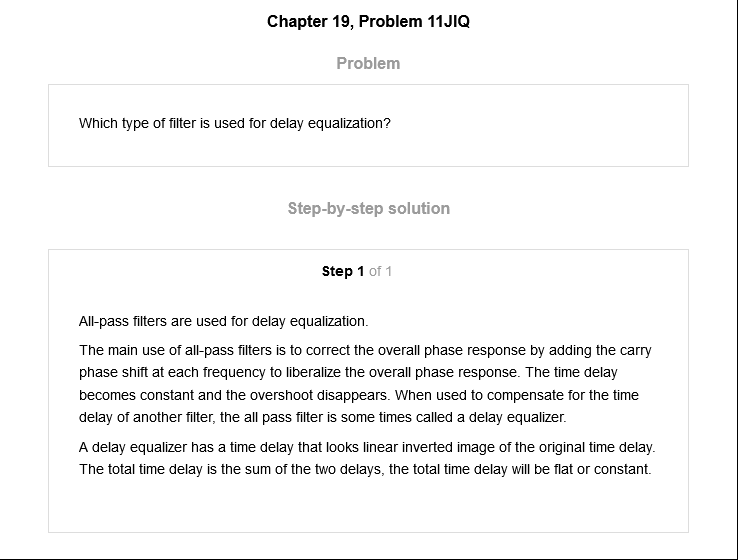 Chapter 19, Problem 11JIQ
Problem
Which type of filter is used for delay equalization?
Step-by-step solution
Step 1 of 1
All-pass filters are used for delay equalization.
The main use of all-pass filters is to correct the overall phase response by adding the carry
phase shift at each frequency to liberalize the overall phase response. The time delay
becomes constant and the overshoot disappears. When used to compensate for the time
delay of another filter, the all pass filter is some times called a delay equalizer.
A delay equalizer has a time delay that looks linear inverted image of the original time delay.
The total time delay is the sum of the two delays, the total time delay will be flat or constant.